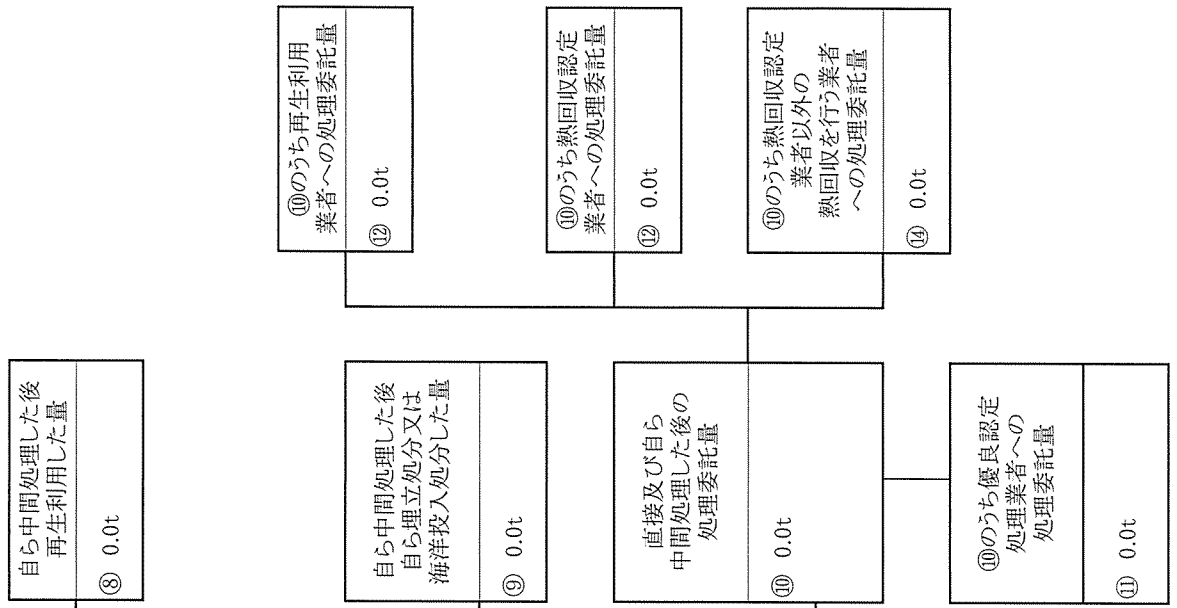 自ら中間処理した後
再生利用した量
⑧ 0.0t
自ら中間処理した後
自ら埋立処分又は
海洋投入処分した量
⑨ 0.0t
直接及び自ら
中間処理した後の
処理委託量
⑩ 0.0t
⑩のうち優良認定
処理業者への
処理委託量
⑪ 0.0t
⑩のうち再生利用
業者への処理委託量
⑫ 0.0t
⑩のうち熱回収認定
業者への処理委託量
⑫ 0.0t
⑩のうち熱回収認定
業者以外の
熱回収を行う業者
への処理委託量
⑭ 0.0t